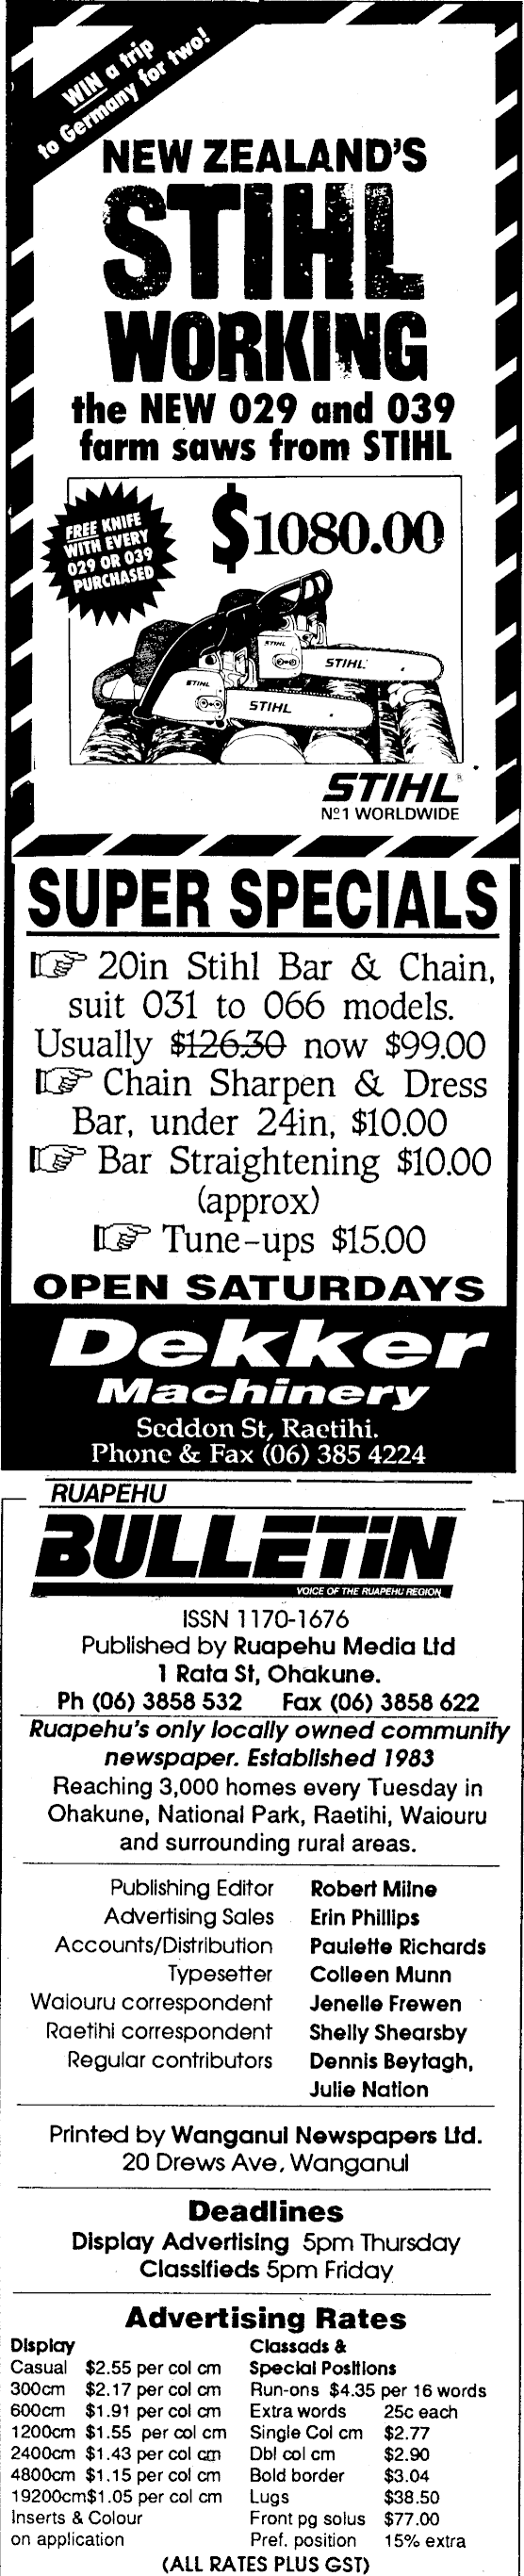 WIN a trip
to Germany for two!
NEW ZEALAND'S
STIHL
WORKING
the NEW 029 and 039
farm saws from STIHL
FREE KNIFE
WITH EVERY
029 OR 039
PURCHASED
$1080.00
STIHL
STIHL
STIHL
STIHL
STIHL®
Nº1 WORLDWIDE
SUPER SPECIALS
☞ 20in Stihl Bar & Chain,
suit 031 to 066 models.
Usually $126.30 now $99.00
☞ Chain Sharpen & Dress
Bar, under 24in, $10.00
☞ Bar Straightening $10.00
(approx)
☞ Tune-ups $15.00
OPEN SATURDAYS
Dekker
Machinery
Seddon St, Raetihi.
Phone & Fax (06) 385 4224
RUAPEHU
BULLETiN
VOICE OF THE RUAPEHU REGION
ISSN 1170-1676
Published by Ruapehu Media Ltd
1 Rata St, Ohakune.
Ph (06) 3858 532 Fax (06) 3858 622
Ruapehu's only locally owned community
newspaper. Established 1983
Reaching 3,000 homes every Tuesday in
Ohakune, National Park, Raetihi, Waiouru
and surrounding rural areas.
Publishing Editor Robert Milne
Advertising Sales Erin Phillips
Accounts/Distribution Paulette Richards
Typesetter Colleen Munn
Waiouru correspondent Jenelle Frewen
Raetihi correspondent Shelly Shearsby
Regular contributors Dennis Beytagh,
Julie Nation
Printed by Wanganui Newspapers Ltd.
20 Drews Ave, Wanganui
Deadlines
Display Advertising 5pm Thursday
Classifieds 5pm Friday
Advertising Rates
Display
Casual $2.55 per col cm
300cm $2.17 per col cm
600cm $1.91 per col cm
1200cm $1.55 per col cm
2400cm $1.43 per col cm
4800cm $1.15 per col cm
19200cm $1.05 per col cm
Inserts & Colour
on application
Classads &
Special Positions
Run-ons $4.35 per 16 words
Extra words 25c each
Single Col cm $2.77
Dbl col cm $2.90
Bold border $3.04
Lugs $38.50
Front pg solus $77.00
Pref. position 15% extra
(ALL RATES PLUS GST)